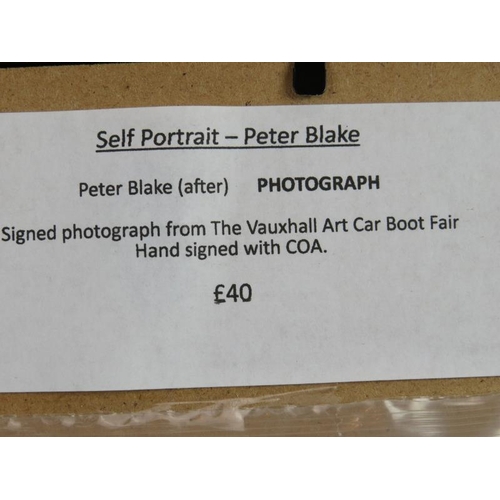 Self Portrait – Peter Blake
Peter Blake (after) PHOTOGRAPH
Signed photograph from The Vauxhall Art Car Boot Fair
Hand signed with COA.
£40